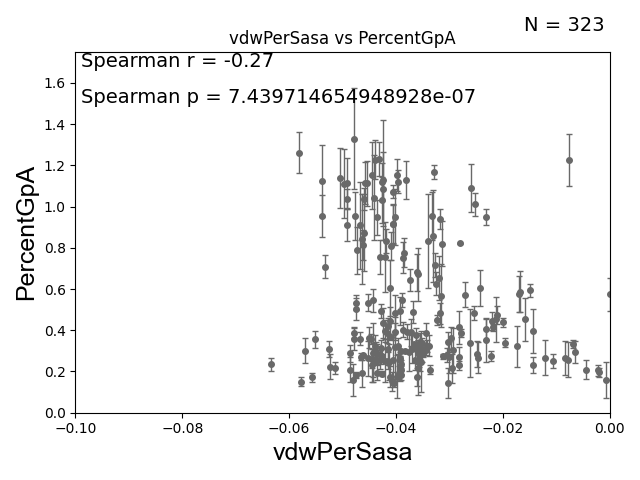 N = 323
vdwPerSasa vs PercentGpA
Spearman r = -0.27
Spearman p = 7.439714654948928e-07
1.6
1.4
1.2
1.0
0.8
0.6
0.4
0.2
0.0
PercentGpA
−0.10 −0.08 −0.06 −0.04 −0.02 0.00
vdwPerSasa